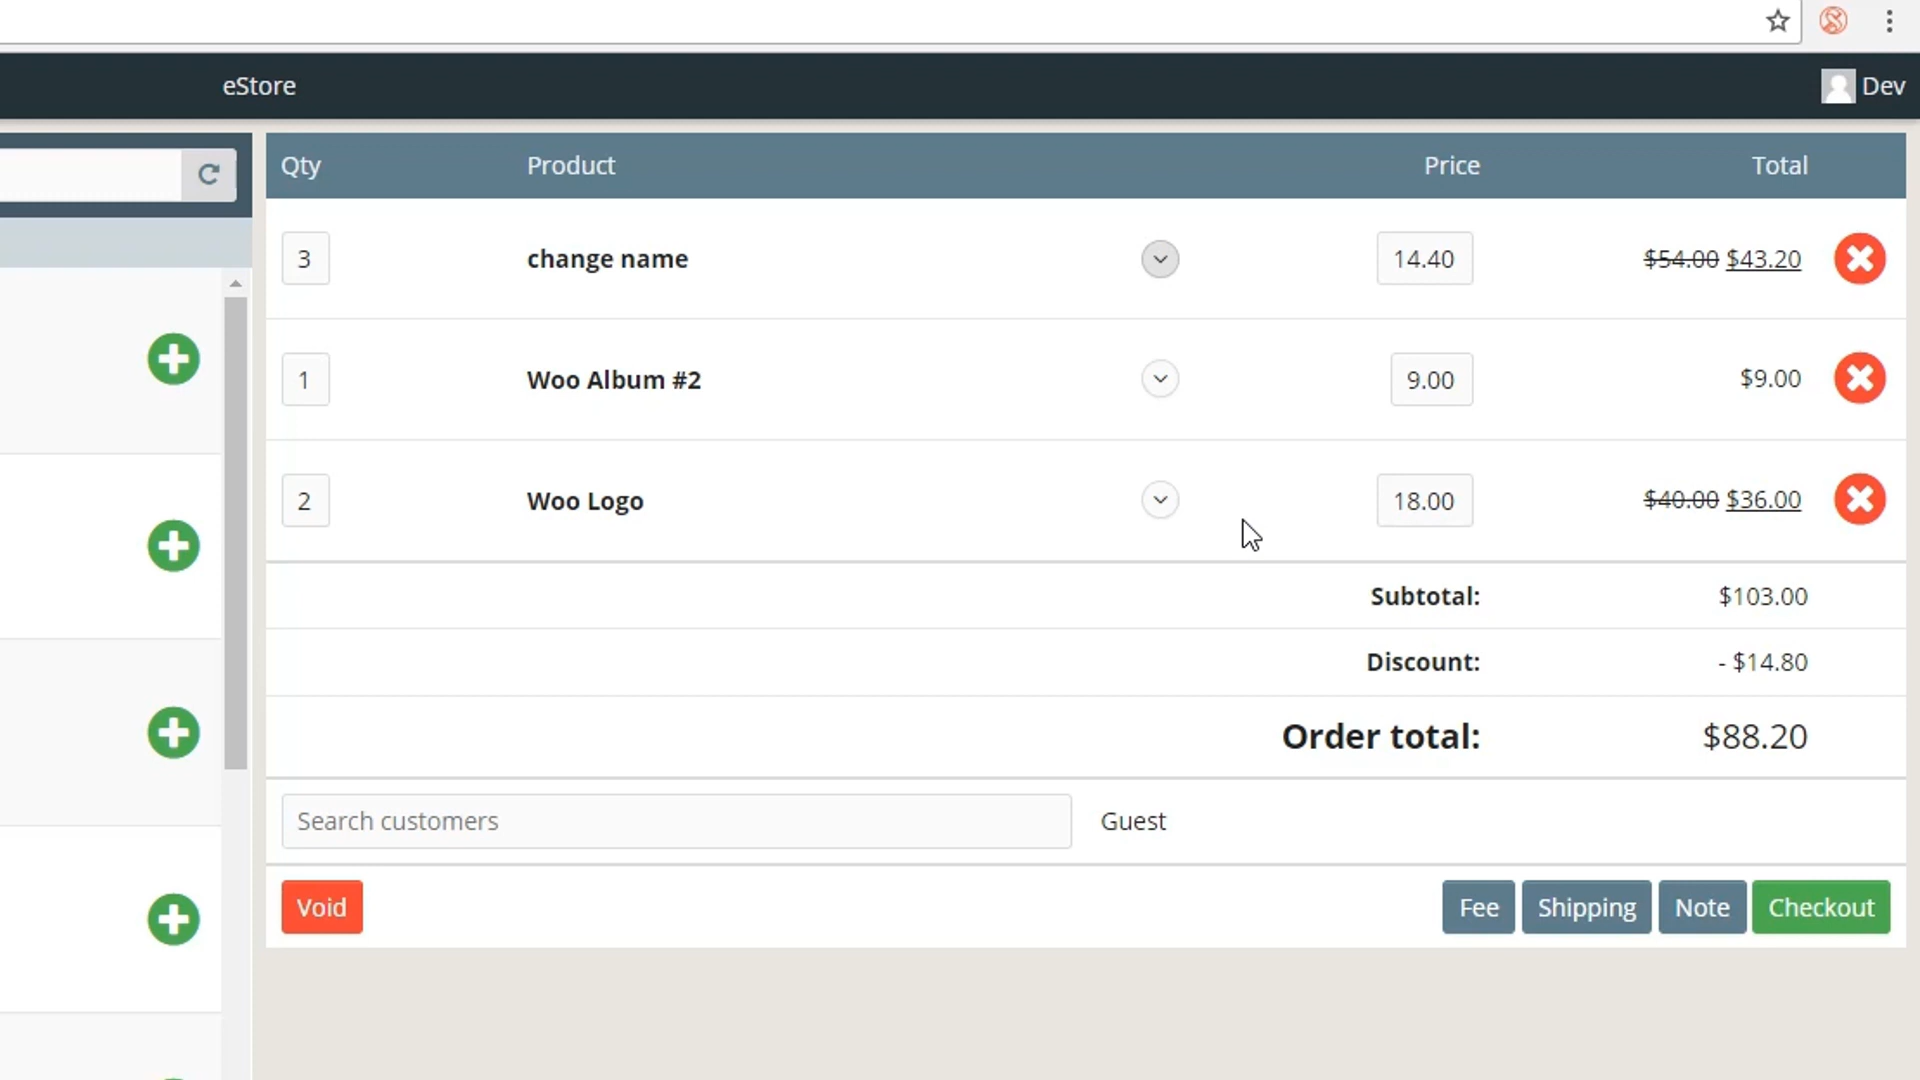 eStore
Dev
Qty Product Price Total
3 change name 14.40 $54.00 $43.20
1 Woo Album #2 9.00 $9.00
2 Woo Logo 18.00 $40.00 $36.00
Subtotal: $103.00
Discount: - $14.80
Order total: $88.20
Search customers Guest
Void Fee Shipping Note Checkout